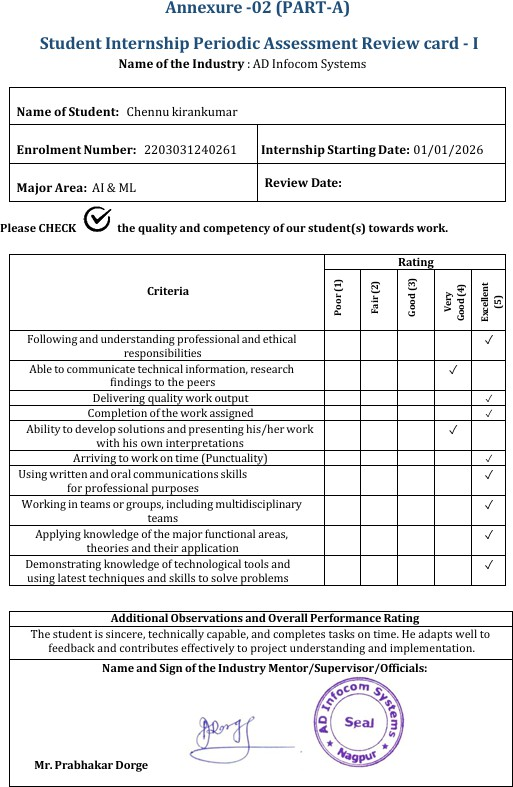 Annexure -02 (PART-A)
Student Internship Periodic Assessment Review card - I
Name of the Industry : AD Infocom Systems
Name of Student: Chennu kirankumar
Enrolment Number: 2203031240261
Internship Starting Date: 01/01/2026
Major Area: AI & ML
Review Date:
Please CHECK ✓ the quality and competency of our student(s) towards work.
Criteria
Rating
Poor (1)
Fair (2)
Good (3)
Very
Good (4)
Excellent
(5)
Following and understanding professional and ethical
responsibilities
✓
Able to communicate technical information, research
findings to the peers
✓
Delivering quality work output ✓
Completion of the work assigned ✓
Ability to develop solutions and presenting his/her work
with his own interpretations
✓
Arriving to work on time (Punctuality) ✓
Using written and oral communications skills
for professional purposes
✓
Working in teams or groups, including multidisciplinary
teams
✓
Applying knowledge of the major functional areas,
theories and their application
✓
Demonstrating knowledge of technological tools and
using latest techniques and skills to solve problems
✓
Additional Observations and Overall Performance Rating
The student is sincere, technically capable, and completes tasks on time. He adapts well to
feedback and contributes effectively to project understanding and implementation.
Name and Sign of the Industry Mentor/Supervisor/Officials:
AD Infocom Systems
Seal
★ Nagpur ★
Mr. Prabhakar Dorge